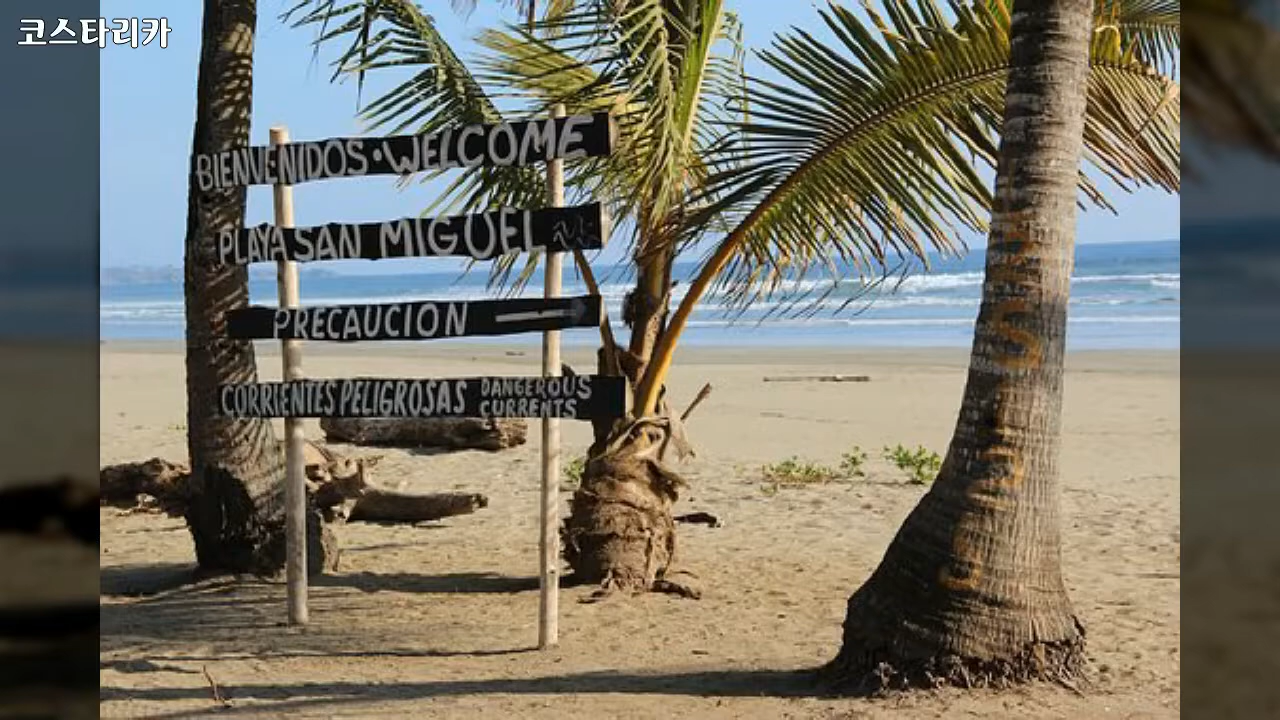 코스타리카
BIENVENIDOS·WELCOME
PLAYA SAN MIGUEL
PRECAUCION
CORRIENTES PELIGROSAS DANGEROUS CURRENTS